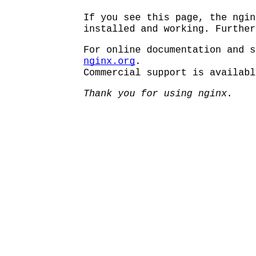 If you see this page, the ngin
installed and working. Further
For online documentation and s
nginx.org.
Commercial support is availabl
Thank you for using nginx.